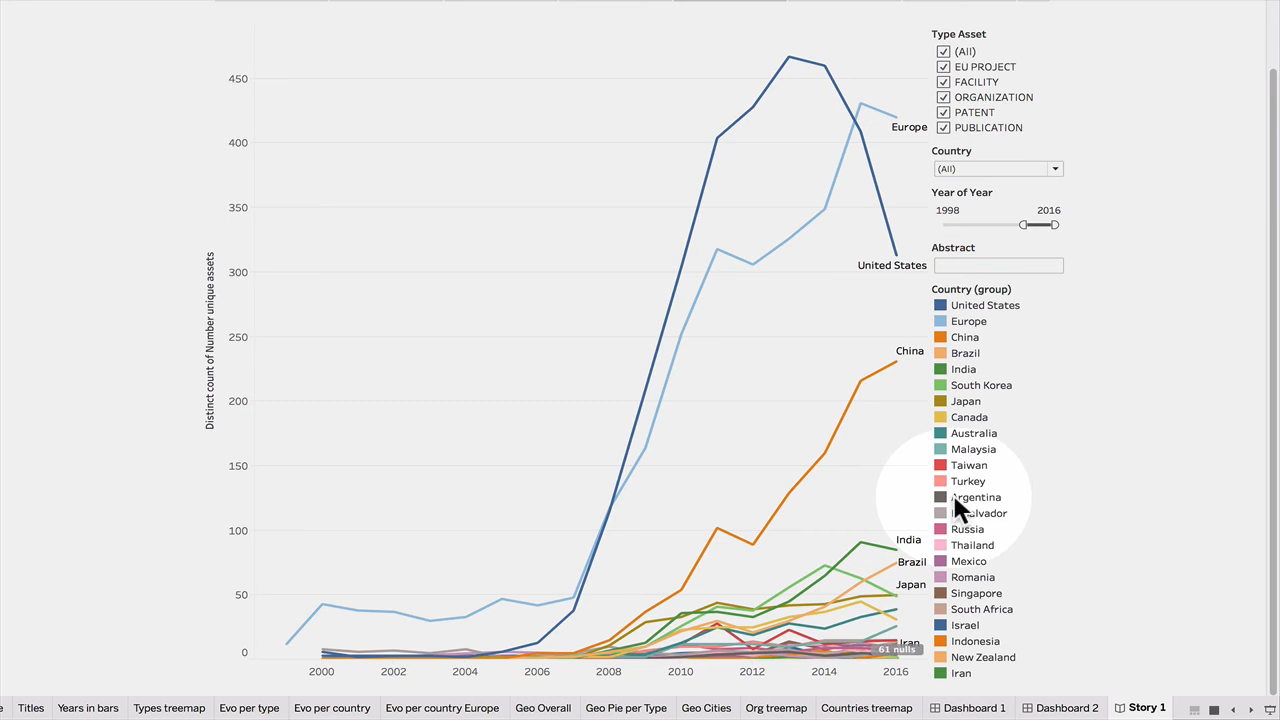 Distinct count of Number unique assets
450
400
350
300
250
200
150
100
50
0
2000 2002 2004 2006 2008 2010 2012 2014 2016
Europe
United States
China
India
Brazil
Japan
Iran
61 nulls
Type Asset
(All)
EU PROJECT
FACILITY
ORGANIZATION
PATENT
PUBLICATION
Country
(All)
Year of Year
1998 2016
Abstract
Country (group)
United States
Europe
China
Brazil
India
South Korea
Japan
Canada
Australia
Malaysia
Taiwan
Turkey
Argentina
Russia
Thailand
Mexico
Romania
Singapore
South Africa
Israel
Indonesia
New Zealand
Iran
Titles Years in bars Types treemap Evo per type Evo per country Evo per country Europe Geo Overall Geo Pie per Type Geo Cities Org treemap Countries treemap Dashboard 1 Dashboard 2 Story 1